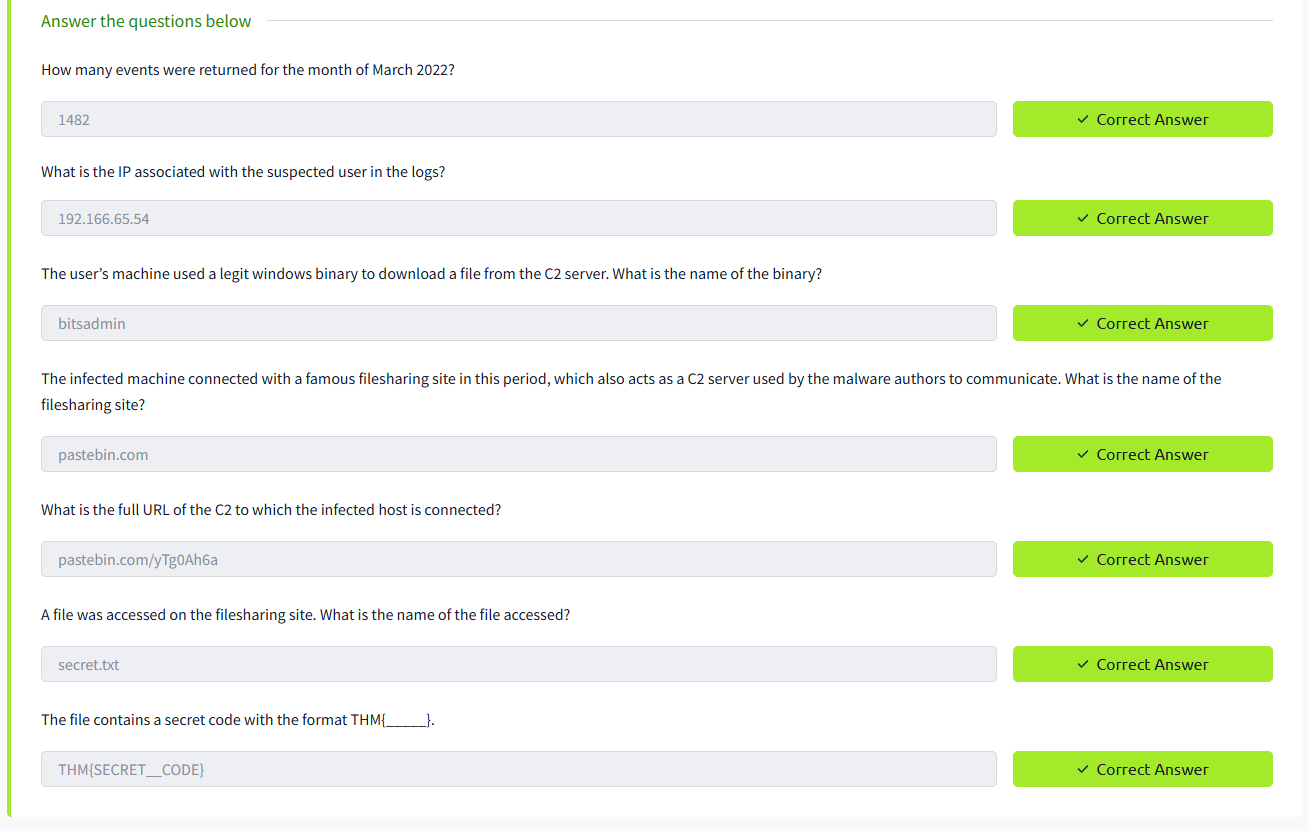 Answer the questions below
How many events were returned for the month of March 2022?
1482
✓ Correct Answer
What is the IP associated with the suspected user in the logs?
192.166.65.54
✓ Correct Answer
The user’s machine used a legit windows binary to download a file from the C2 server. What is the name of the binary?
bitsadmin
✓ Correct Answer
The infected machine connected with a famous filesharing site in this period, which also acts as a C2 server used by the malware authors to communicate. What is the name of the
filesharing site?
pastebin.com
✓ Correct Answer
What is the full URL of the C2 to which the infected host is connected?
pastebin.com/yTg0Ah6a
✓ Correct Answer
A file was accessed on the filesharing site. What is the name of the file accessed?
secret.txt
✓ Correct Answer
The file contains a secret code with the format THM{_____}.
THM{SECRET__CODE}
✓ Correct Answer